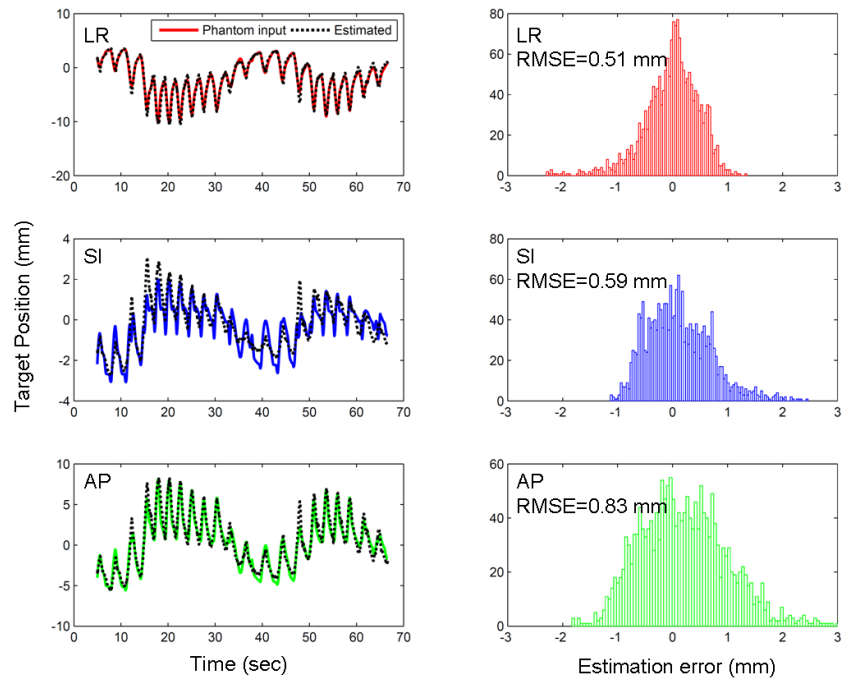 LR
Phantom input
Estimated
10
0
-10
-20
0 10 20 30 40 50 60 70
LR
RMSE=0.51 mm
80
60
40
20
0
-3 -2 -1 0 1 2 3
Target Position (mm)
SI
4
2
0
-2
-4
0 10 20 30 40 50 60 70
SI
RMSE=0.59 mm
80
60
40
20
0
-3 -2 -1 0 1 2 3
AP
10
5
0
-5
-10
0 10 20 30 40 50 60 70
Time (sec)
AP
RMSE=0.83 mm
60
40
20
0
-3 -2 -1 0 1 2 3
Estimation error (mm)